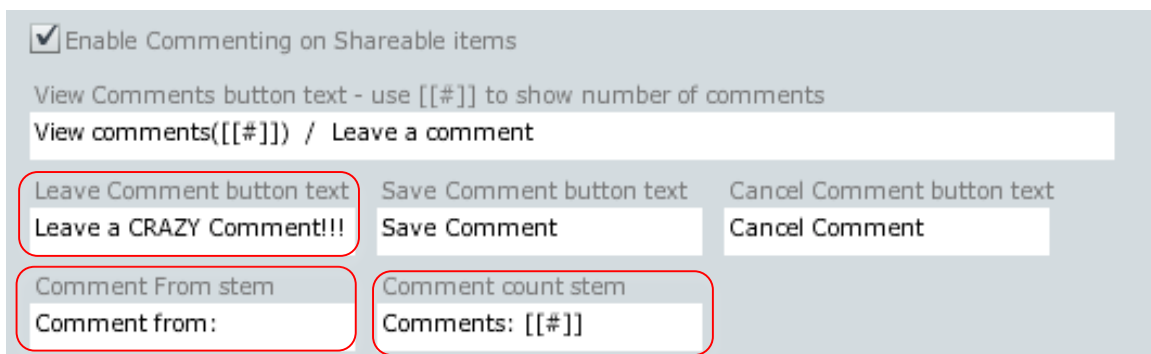 Enable Commenting on Shareable items
View Comments button text - use [[#]] to show number of comments
View comments([[#]]) / Leave a comment
Leave Comment button text Save Comment button text Cancel Comment button text
Leave a CRAZY Comment!!! Save Comment Cancel Comment
Comment From stem Comment count stem
Comment from: Comments: [[#]]